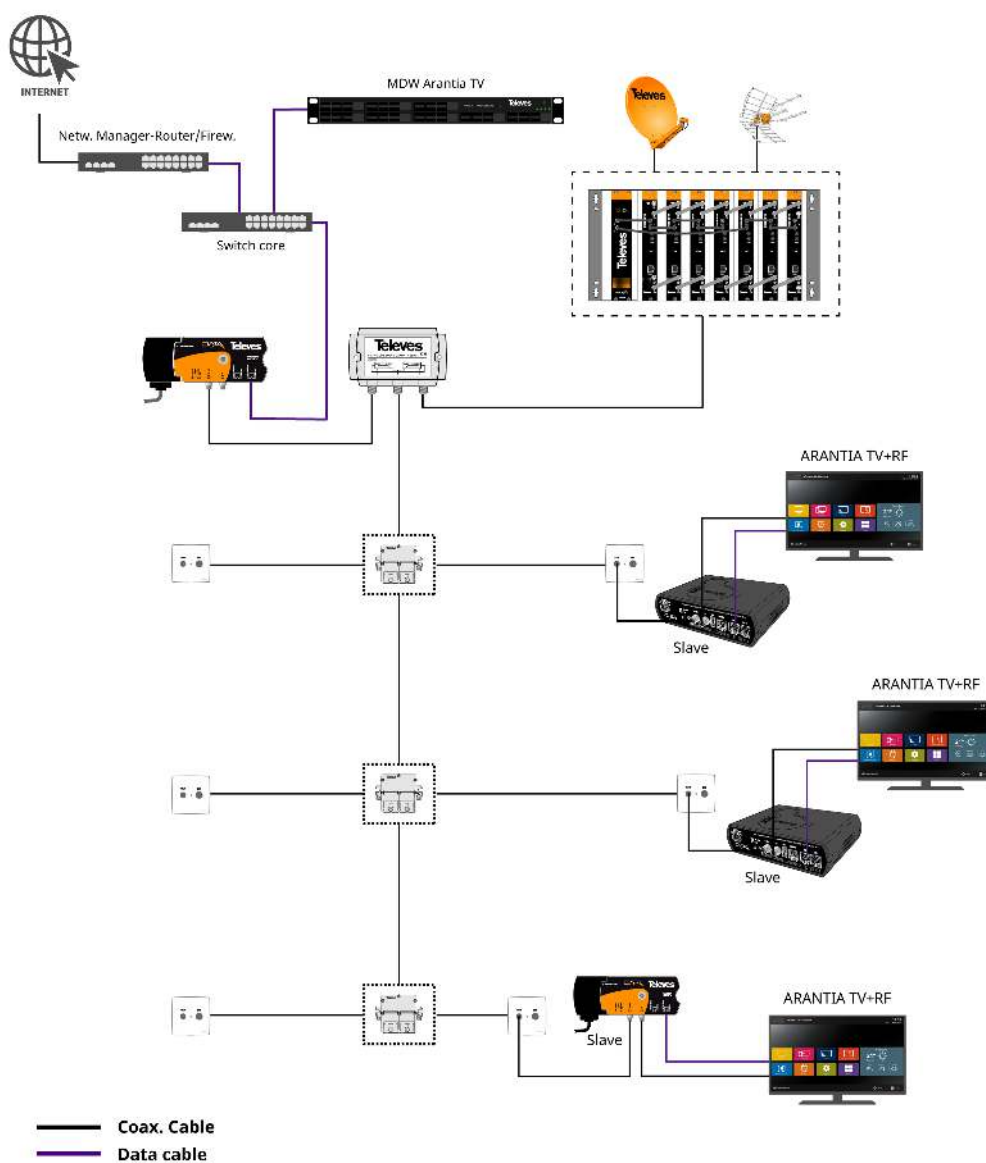 INTERNET
MDW Arantia TV
Televes
Televes
Netw. Manager-Router/Firew.
Switch core
Televes
Televes
Televes
ARANTIA TV+RF
Slave
ARANTIA TV+RF
Slave
Televes
ARANTIA TV+RF
Slave
Coax. Cable
Data cable